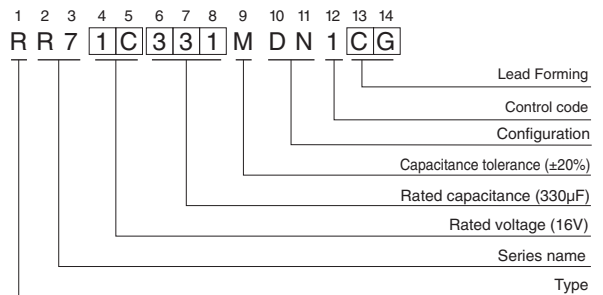 1 2 3 4 5 6 7 8 9 10 11 12 13 14
R R 7 1 C 3 3 1 M D N 1 C G
Lead Forming
Control code
Configuration
Capacitance tolerance (±20%)
Rated capacitance (330µF)
Rated voltage (16V)
Series name
Type